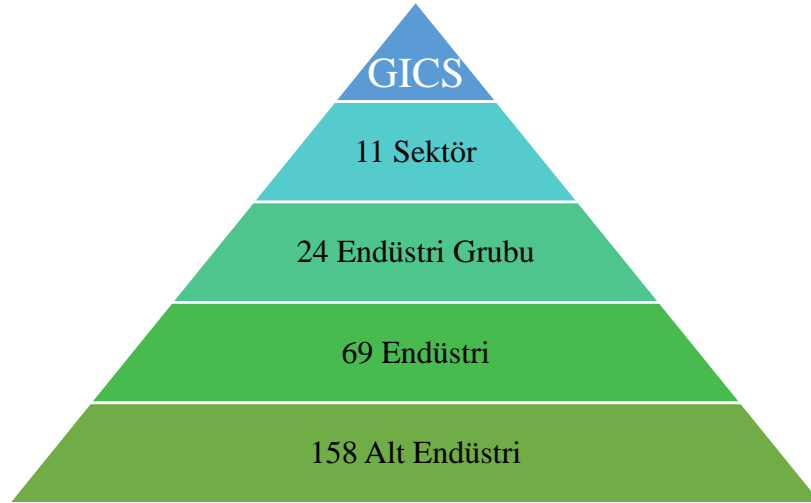 GICS
11 Sektör
24 Endüstri Grubu
69 Endüstri
158 Alt Endüstri